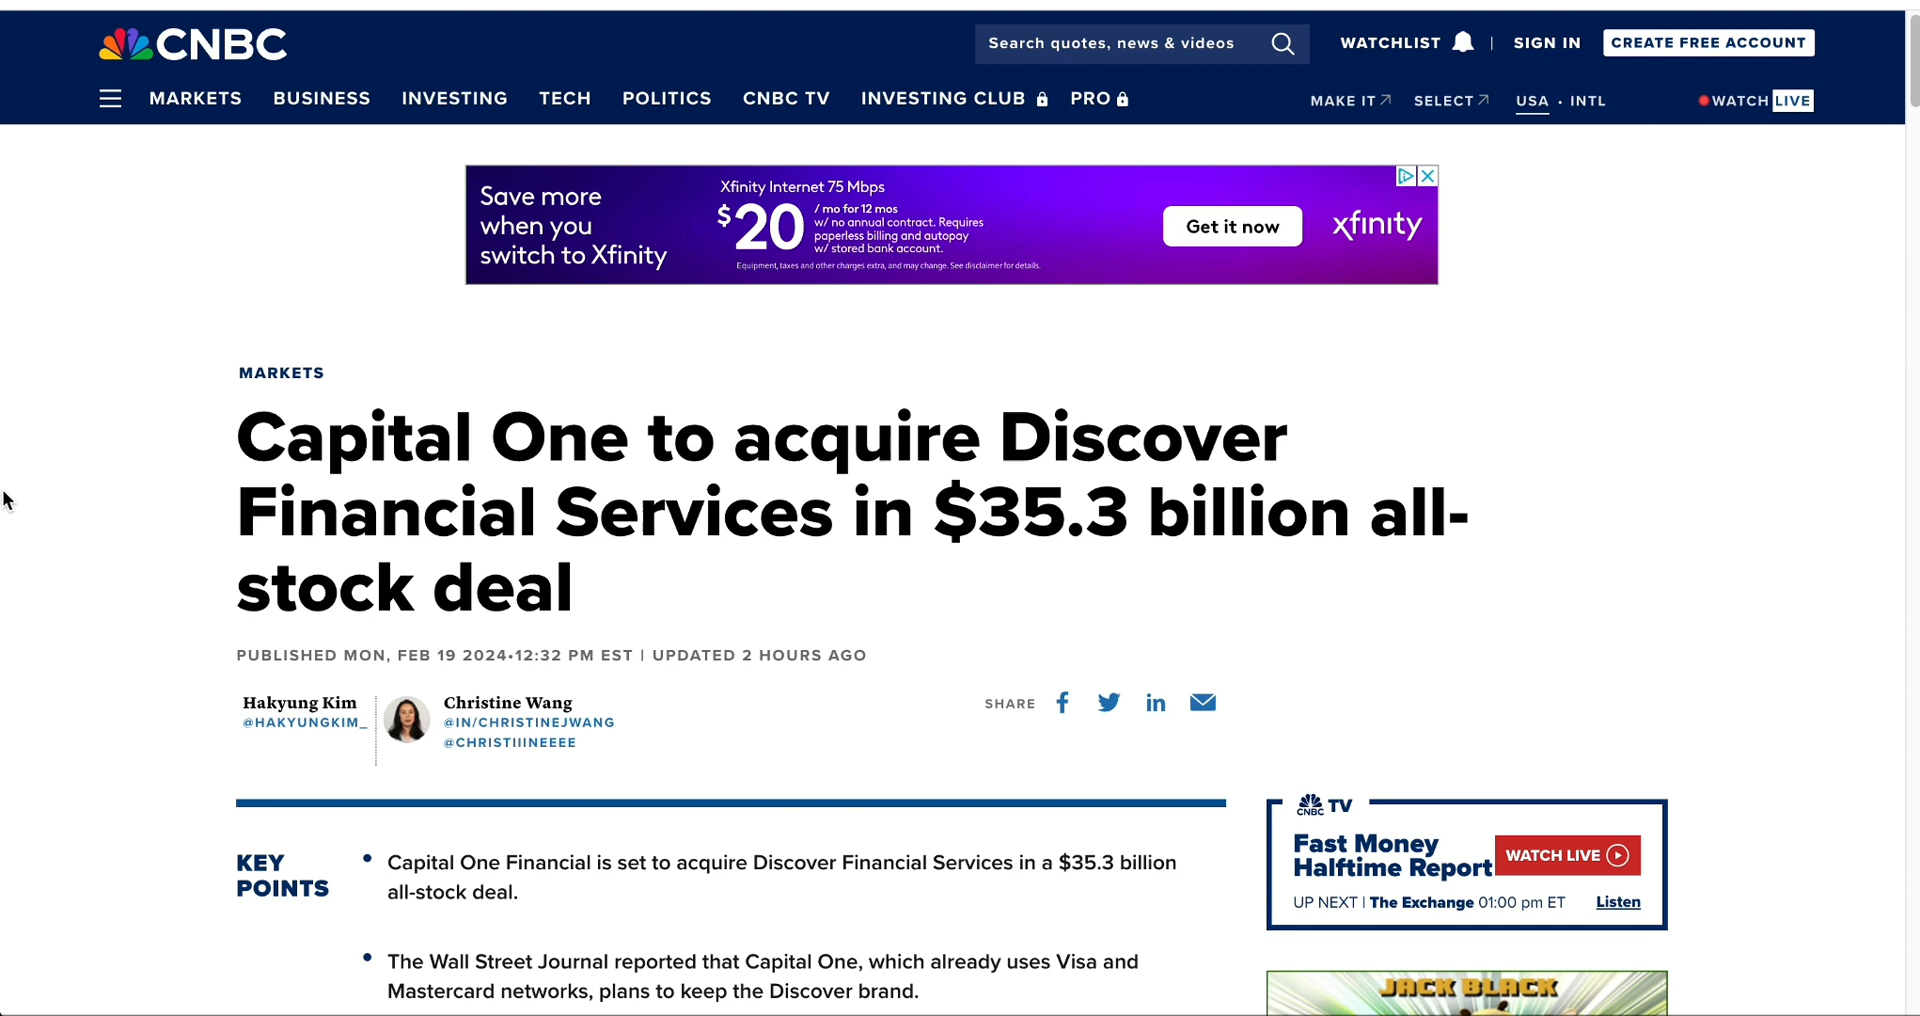 CNBC
Search quotes, news & videos
WATCHLIST | SIGN IN CREATE FREE ACCOUNT
MARKETS BUSINESS INVESTING TECH POLITICS CNBC TV INVESTING CLUB PRO
MAKE IT SELECT USA • INTL WATCH LIVE
Save more
when you
switch to Xfinity
Xfinity Internet 75 Mbps
$20
/ mo for 12 mos
w/ no annual contract. Requires
paperless billing and autopay
w/ stored bank account.
Equipment, taxes and other charges extra, and may change. See disclaimer for details.
Get it now
xfinity
MARKETS
Capital One to acquire Discover
Financial Services in $35.3 billion all-
stock deal
PUBLISHED MON, FEB 19 2024•12:32 PM EST | UPDATED 2 HOURS AGO
Hakyung Kim
@HAKYUNGKIM_
Christine Wang
@IN/CHRISTINEJWANG
@CHRISTIIINEEEE
SHARE
KEY
POINTS
• Capital One Financial is set to acquire Discover Financial Services in a $35.3 billion
all-stock deal.
• The Wall Street Journal reported that Capital One, which already uses Visa and
Mastercard networks, plans to keep the Discover brand.
CNBC TV
Fast Money
Halftime Report
WATCH LIVE
UP NEXT | The Exchange 01:00 pm ET
Listen
JACK BLACK